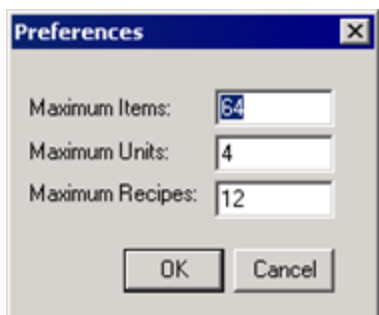 Preferences
Maximum Items: 64
Maximum Units: 4
Maximum Recipes: 12
OK Cancel